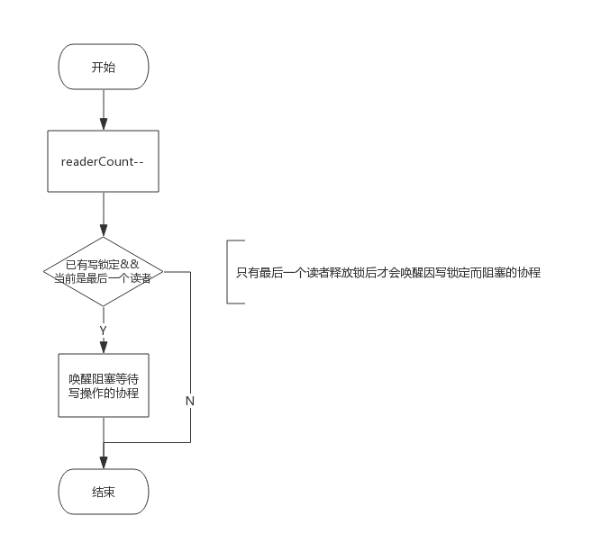 开始
readerCount--
已有写锁定&&
当前是最后一个读者
只有最后一个读者释放锁后才会唤醒因写锁定而阻塞的协程
Y
唤醒阻塞等待
写操作的协程
N
结束